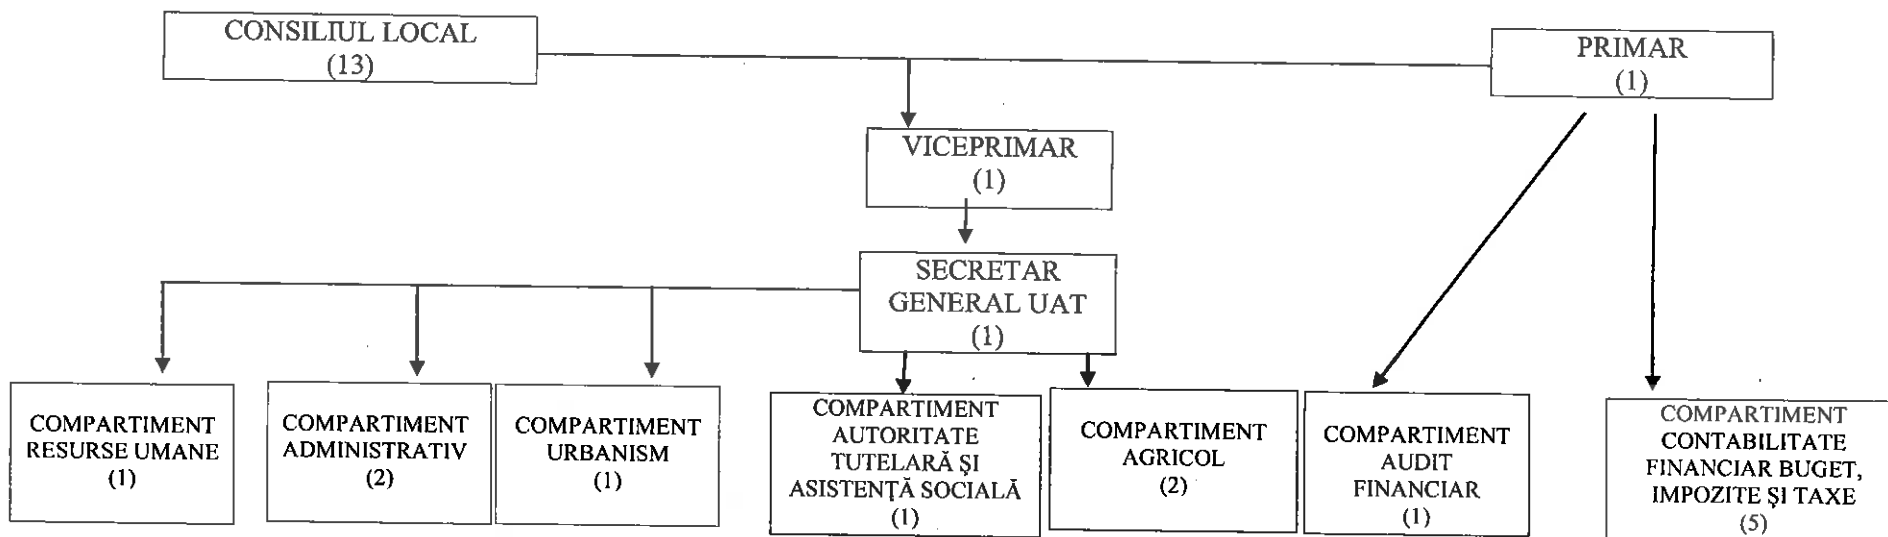 CONSILIUL LOCAL
(13)
PRIMAR
(1)
VICEPRIMAR
(1)
SECRETAR
GENERAL UAT
(1)
COMPARTIMENT
RESURSE UMANE
(1)
COMPARTIMENT
ADMINISTRATIV
(2)
COMPARTIMENT
URBANISM
(1)
COMPARTIMENT
AUTORITATE
TUTELARĂ ŞI
ASISTENŢĂ SOCIALĂ
(1)
COMPARTIMENT
AGRICOL
(2)
COMPARTIMENT
AUDIT
FINANCIAR
(1)
COMPARTIMENT
CONTABILITATE
FINANCIAR BUGET,
IMPOZITE ŞI TAXE
(5)